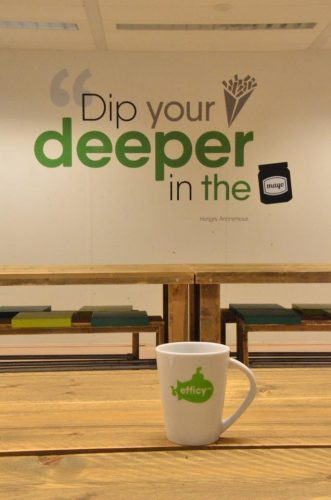 “
Dip your
deeper
in the
mayo
Hungry Anonymous
efficy